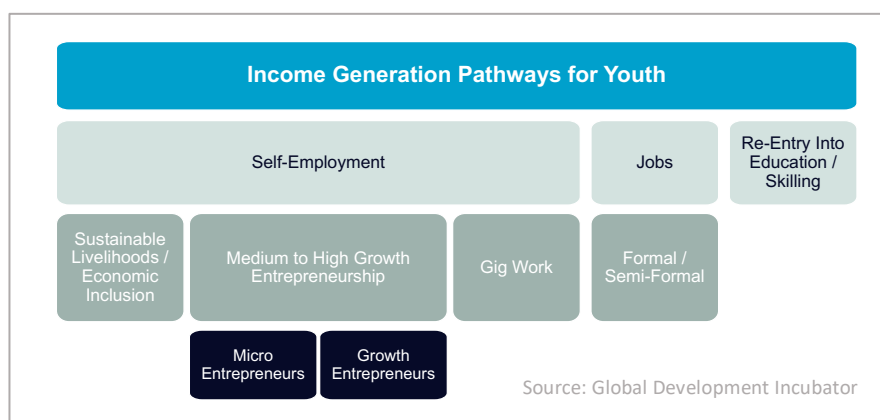 Income Generation Pathways for Youth
Self-Employment
Jobs
Re-Entry Into
Education /
Skilling
Sustainable
Livelihoods /
Economic
Inclusion
Medium to High Growth
Entrepreneurship
Gig Work
Formal /
Semi-Formal
Micro
Entrepreneurs
Growth
Entrepreneurs
Source: Global Development Incubator